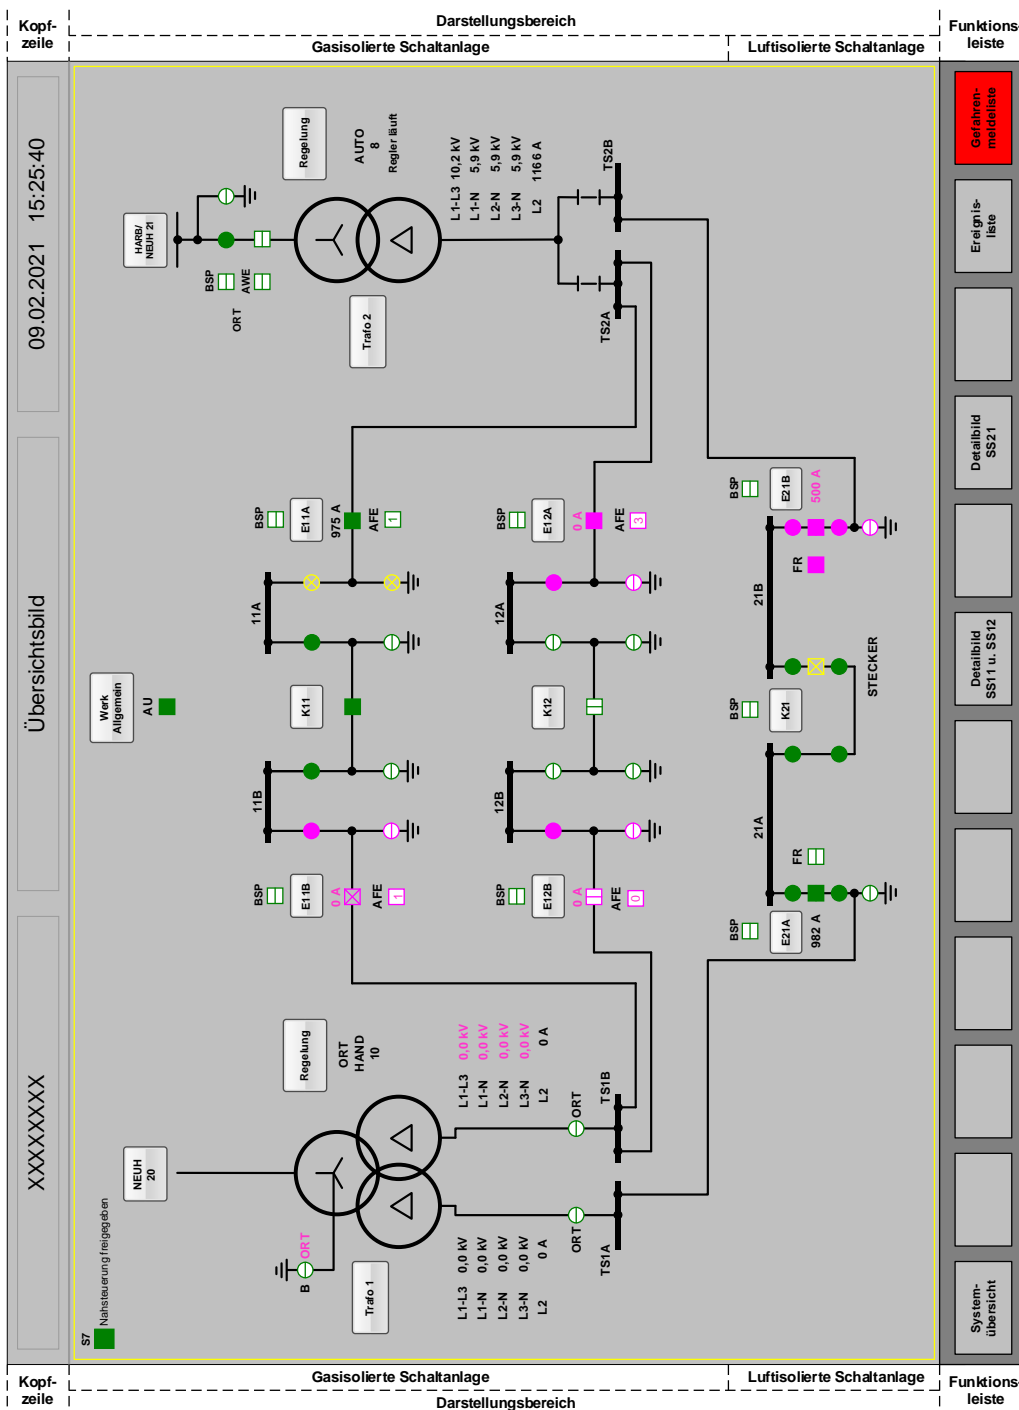 Kopf-
zeile
Darstellungsbereich
Gasisolierte Schaltanlage
Luftisolierte Schaltanlage
Funktions-
leiste
XXXXXXXX
Übersichtsbild
09.02.2021 15:25:40
S7
Nahsteuerung freigegeben
NEUH
20
B
ORT
Trafo 1
Regelung
ORT
HAND
10
L1-L3 0,0 kV
L1-N 0,0 kV
L2-N 0,0 kV
L3-N 0,0 kV
L2 0 A
L1-L3 0,0 kV
L1-N 0,0 kV
L2-N 0,0 kV
L3-N 0,0 kV
L2 0 A
ORT
ORT
TS1A
TS1B
Werk
Allgemein
AU
HARB/
NEUH 21
BSP
AWE
ORT
Regelung
AUTO
8
Regler läuft
Trafo 2
L1-L3 10,2 kV
L1-N 5,9 kV
L2-N 5,9 kV
L3-N 5,9 kV
L2 1166 A
TS2A
TS2B
BSP
E11B
0 A
AFE
1
11B
K11
11A
BSP
E11A
975 A
AFE
1
BSP
E12B
0 A
AFE
0
12B
K12
12A
BSP
E12A
0 A
AFE
3
BSP
E21A
982 A
FR
21A
BSP
K21
STECKER
21B
FR
BSP
E21B
500 A
System-
übersicht
Detailbild
SS11 u. SS12
Detailbild
SS21
Ereignis-
liste
Gefahren-
meldeliste
Kopf-
zeile
Gasisolierte Schaltanlage
Luftisolierte Schaltanlage
Darstellungsbereich
Funktions-
leiste